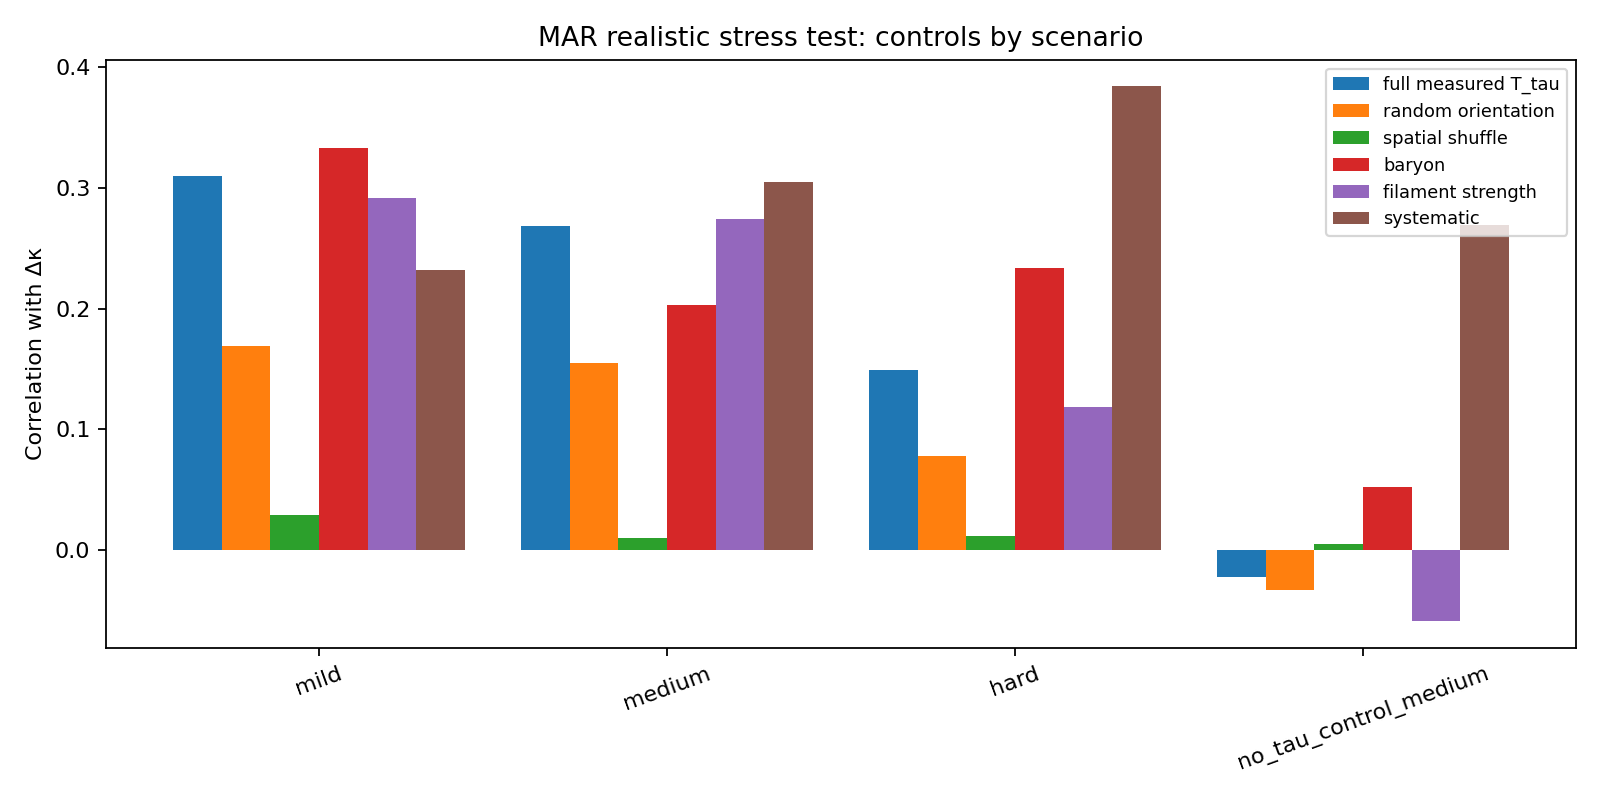 MAR realistic stress test: controls by scenario
Correlation with Δκ
0.4
0.3
0.2
0.1
0.0
full measured T_tau
random orientation
spatial shuffle
baryon
filament strength
systematic
mild
medium
hard
no_tau_control_medium